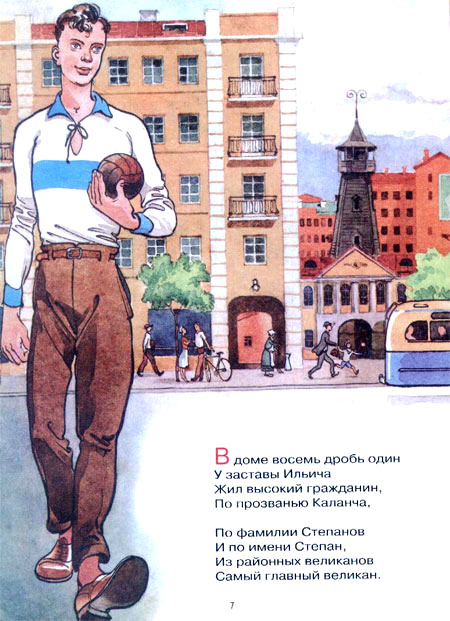 В доме восемь дробь один
У заставы Ильича
Жил высокий гражданин,
По прозванью Каланча,
По фамилии Степанов
И по имени Степан,
Из районных великанов
Самый главный великан.
7